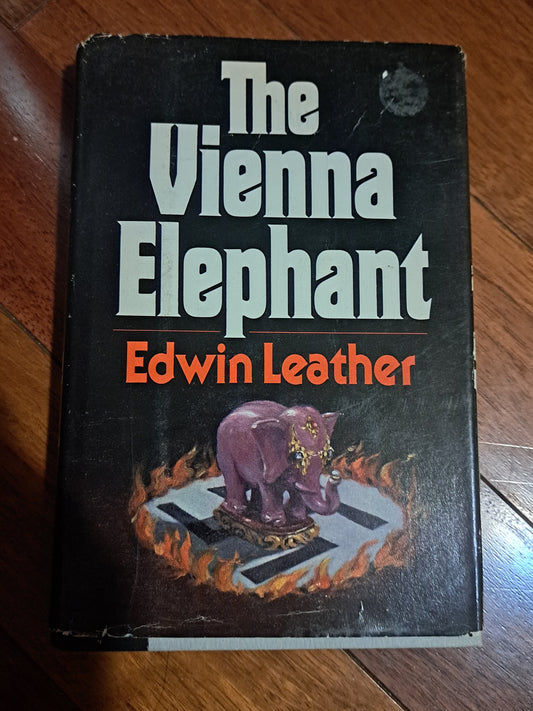 The
Vienna
Elephant
Edwin Leather